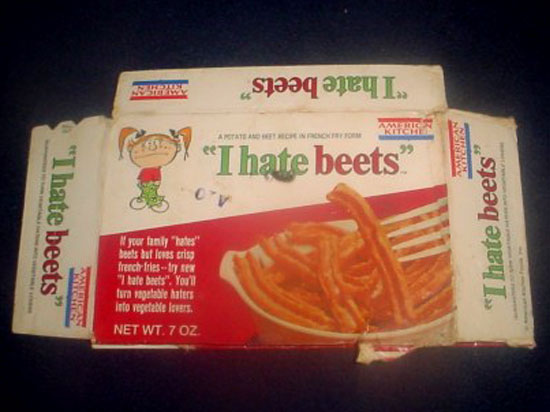 "I hate beets"
AMERICAN
KITCHEN
A POTATO AND BEET RECIPE IN FRENCH FRY FORM
AMERICAN
KITCHE
"I hate beets"
If your family "hates"
beets but loves crisp
french-fries--try new
"I hate beets". You'll
turn vegetable haters
into vegetable lovers.
NET WT. 7 OZ.
"I hate beets"
AMERICAN
KITCHEN
"I hate beets"
AMERICAN
KITCHEN